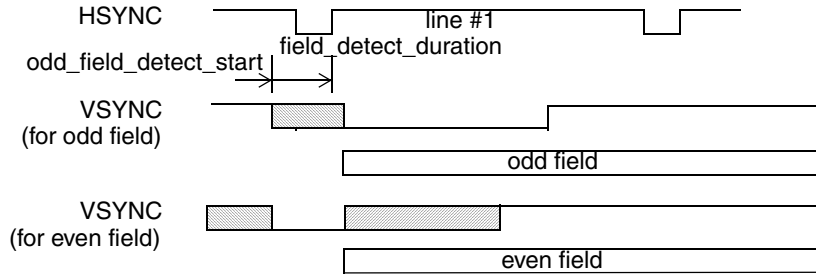 HSYNC
line #1
field_detect_duration
odd_field_detect_start
VSYNC
(for odd field)
odd field
VSYNC
(for even field)
even field